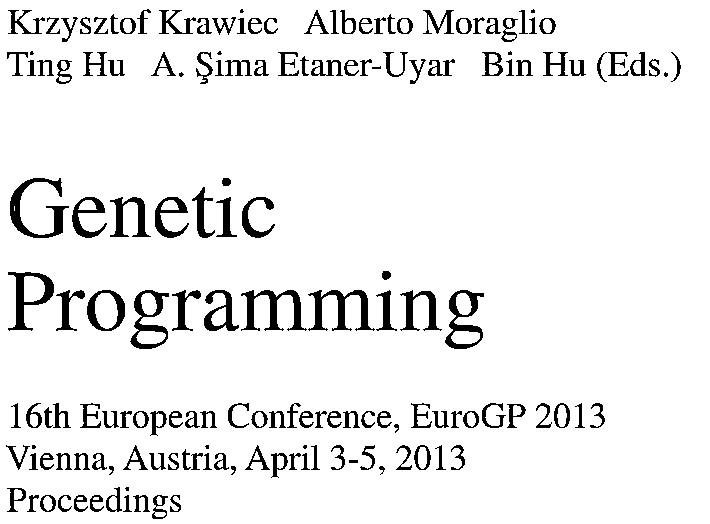 Krzysztof Krawiec Alberto Moraglio
Ting Hu A. Şima Etaner-Uyar Bin Hu (Eds.)
Genetic
Programming
16th European Conference, EuroGP 2013
Vienna, Austria, April 3-5, 2013
Proceedings